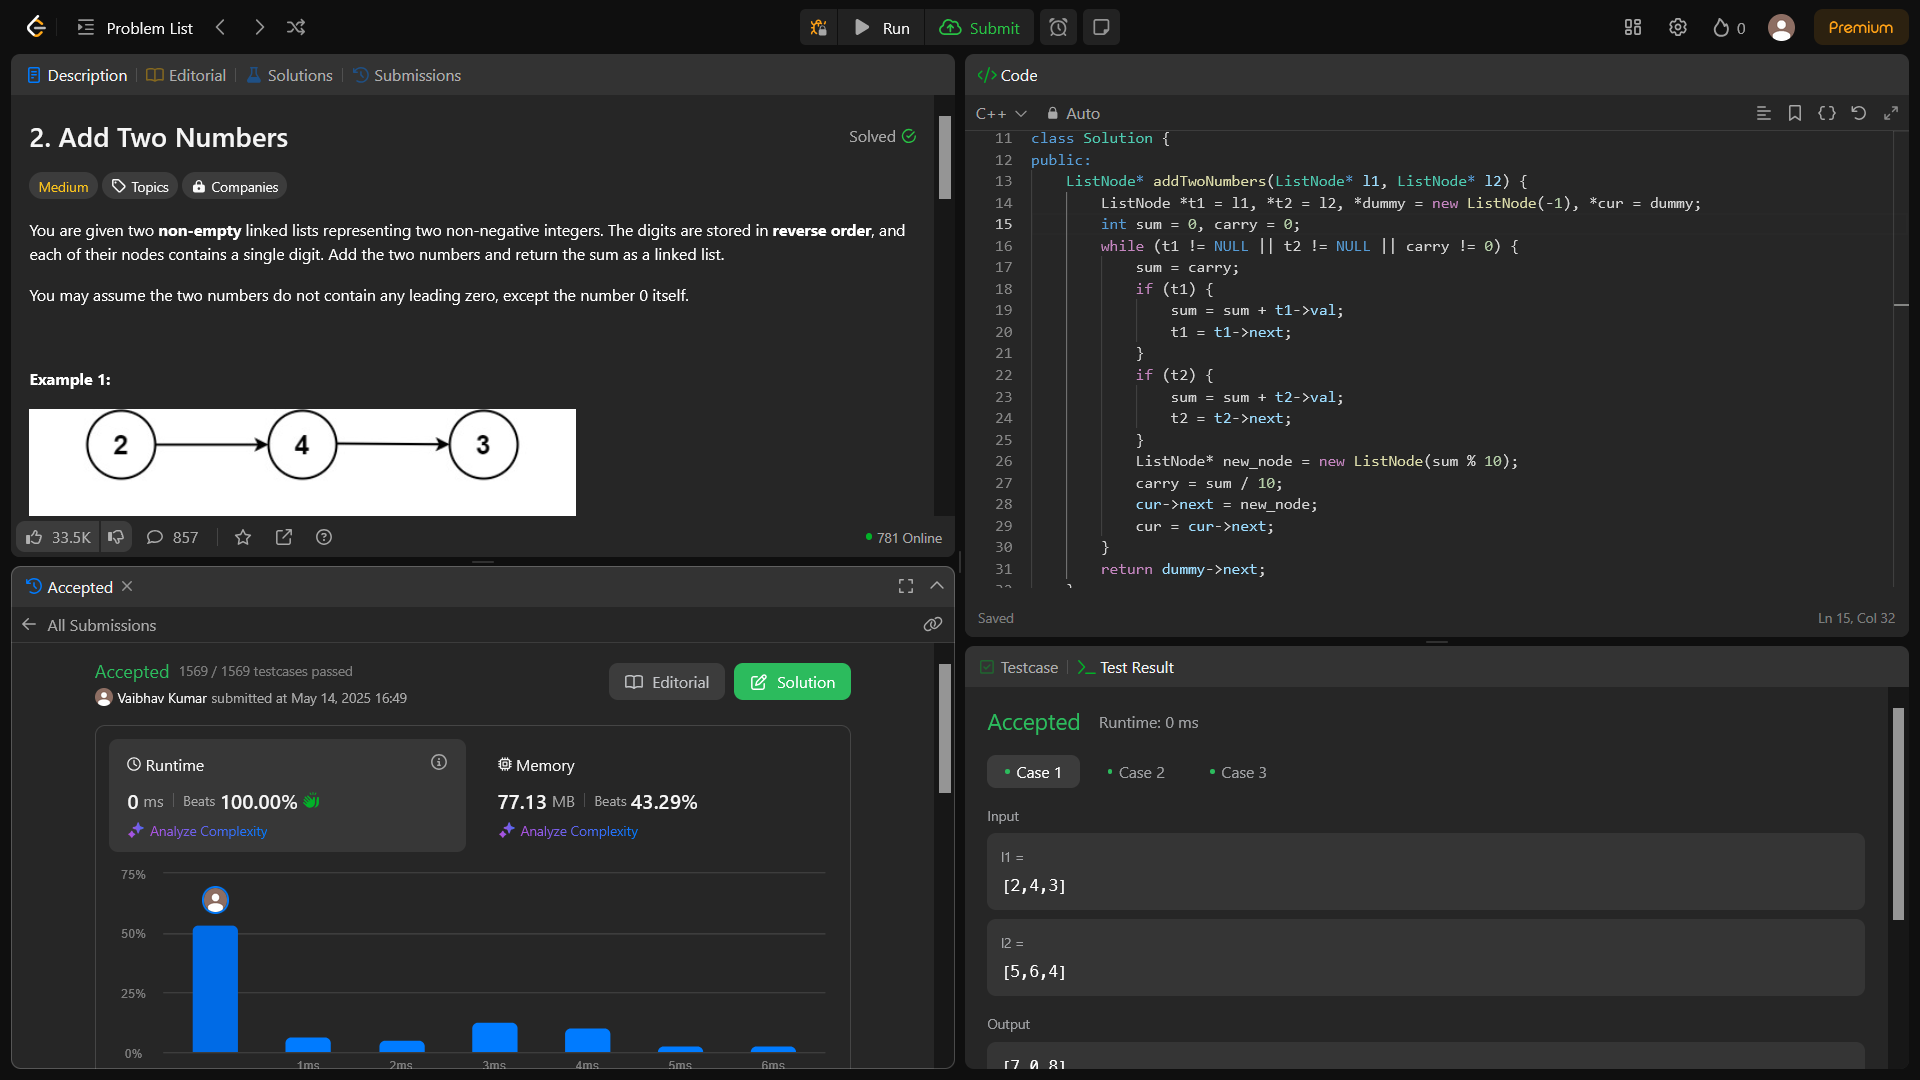 Problem List
Run
Submit
0
Premium
Description
Editorial
Solutions
Submissions
2. Add Two Numbers
Solved
Medium
Topics
Companies
You are given two non-empty linked lists representing two non-negative integers. The digits are stored in reverse order, and
each of their nodes contains a single digit. Add the two numbers and return the sum as a linked list.
You may assume the two numbers do not contain any leading zero, except the number 0 itself.
Example 1:
2
4
3
33.5K
857
781 Online
Accepted
All Submissions
Accepted 1569 / 1569 testcases passed
Vaibhav Kumar submitted at May 14, 2025 16:49
Editorial
Solution
Runtime
0 ms Beats 100.00%
Analyze Complexity
Memory
77.13 MB Beats 43.29%
Analyze Complexity
75%
50%
25%
0%
1ms
2ms
3ms
4ms
5ms
6ms
</> Code
C++
Auto
11 class Solution {
12 public:
13 ListNode* addTwoNumbers(ListNode* l1, ListNode* l2) {
14 ListNode *t1 = l1, *t2 = l2, *dummy = new ListNode(-1), *cur = dummy;
15 int sum = 0, carry = 0;
16 while (t1 != NULL || t2 != NULL || carry != 0) {
17 sum = carry;
18 if (t1) {
19 sum = sum + t1->val;
20 t1 = t1->next;
21 }
22 if (t2) {
23 sum = sum + t2->val;
24 t2 = t2->next;
25 }
26 ListNode* new_node = new ListNode(sum % 10);
27 carry = sum / 10;
28 cur->next = new_node;
29 cur = cur->next;
30 }
31 return dummy->next;
Saved
Ln 15, Col 32
Testcase
Test Result
Accepted
Runtime: 0 ms
Case 1
Case 2
Case 3
Input
l1 =
[2,4,3]
l2 =
[5,6,4]
Output
[7,0,8]